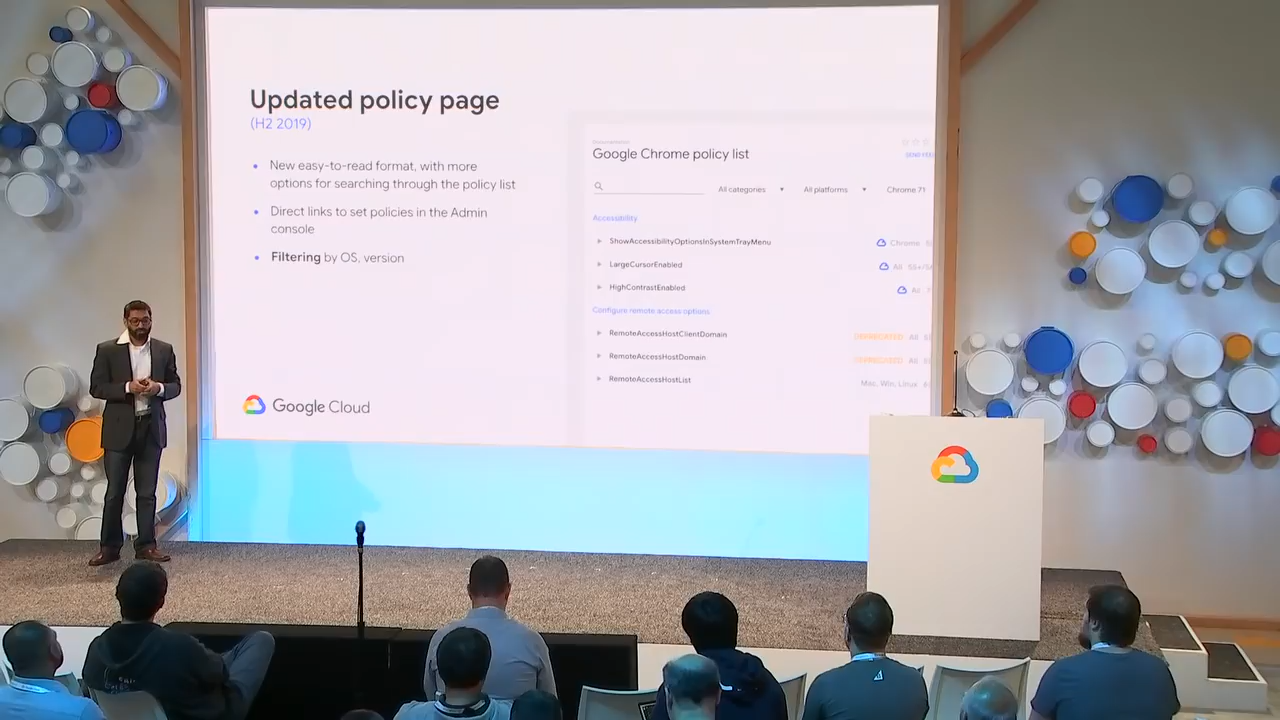 Updated policy page
(H2 2019)
• New easy-to-read format, with more
options for searching through the policy list
• Direct links to set policies in the Admin
console
• Filtering by OS, version
Google Cloud
Google Chrome policy list
All categories
All platforms
Chrome 71
Accessibility
ShowAccessibilityOptionsInSystemTrayMenu
Chrome
LargeCursorEnabled
All
HighContrastEnabled
All
Configure remote access options
RemoteAccessHostClientDomain
DEPRECATED All
RemoteAccessHostDomain
DEPRECATED All
RemoteAccessHostList
Mac, Win, Linux